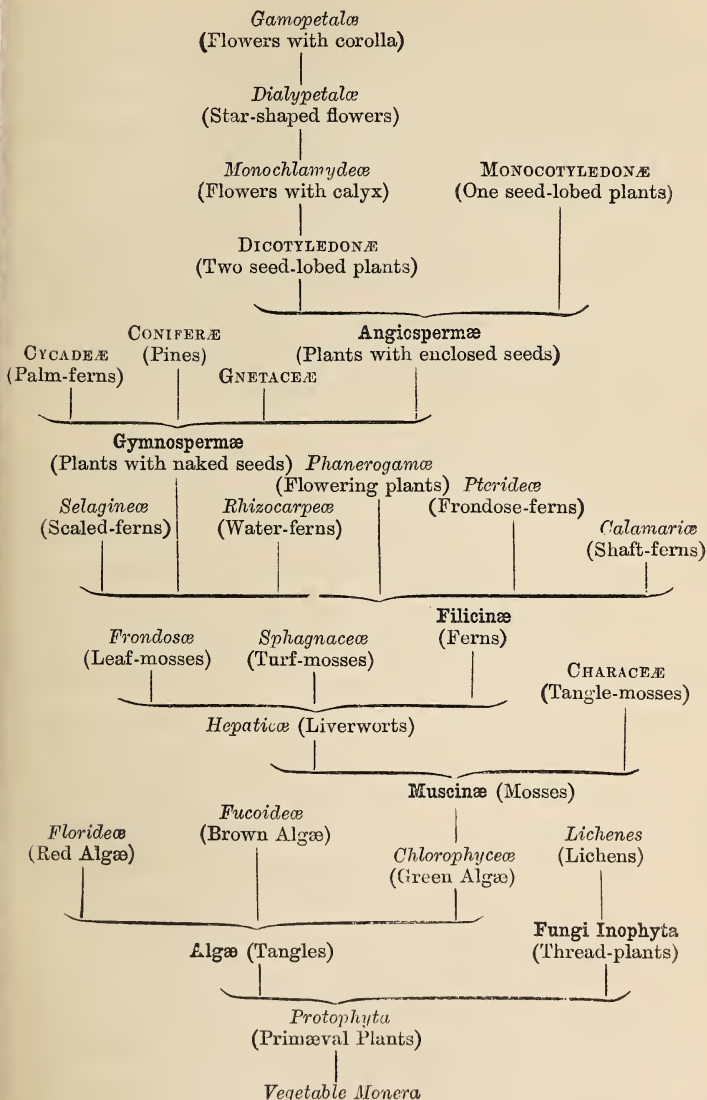 Gamopetalæ
(Flowers with corolla)
Dialypetalæ
(Star-shaped flowers)
Monochlamydeæ
(Flowers with calyx)
MONOCOTYLEDONÆ
(One seed-lobed plants)
DICOTYLEDONÆ
(Two seed-lobed plants)
Angiospermæ
(Plants with enclosed seeds)
CONIFERÆ
(Pines)
CYCADEÆ
(Palm-ferns)
GNETACEÆ
Gymnospermæ
(Plants with naked seeds)
Phanerogamæ
(Flowering plants)
Pterideæ
(Frondose-ferns)
Selagineæ
(Scaled-ferns)
Rhizocarpeæ
(Water-ferns)
Calamariæ
(Shaft-ferns)
Filicinæ
(Ferns)
Frondosæ
(Leaf-mosses)
Sphagnaceæ
(Turf-mosses)
CHARACEÆ
(Tangle-mosses)
Hepaticæ (Liverworts)
Muscinæ (Mosses)
Fucoideæ
(Brown Algæ)
Florideæ
(Red Algæ)
Chlorophyceæ
(Green Algæ)
Lichenes
(Lichens)
Fungi Inophyta
(Thread-plants)
Algæ (Tangles)
Protophyta
(Primæval Plants)
Vegetable Monera